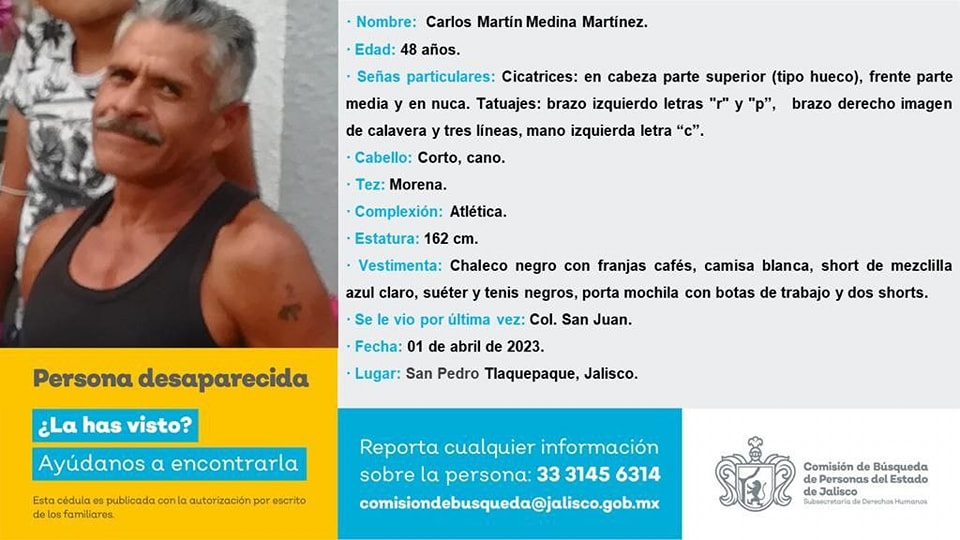 · Nombre: Carlos Martín Medina Martínez.
· Edad: 48 años.
· Señas particulares: Cicatrices: en cabeza parte superior (tipo hueco), frente parte
media y en nuca. Tatuajes: brazo izquierdo letras "r" y "p”, brazo derecho imagen
de calavera y tres líneas, mano izquierda letra “c”.
· Cabello: Corto, cano.
· Tez: Morena.
· Complexión: Atlética.
· Estatura: 162 cm.
· Vestimenta: Chaleco negro con franjas cafés, camisa blanca, short de mezclilla
azul claro, suéter y tenis negros, porta mochila con botas de trabajo y dos shorts.
· Se le vio por última vez: Col. San Juan.
· Fecha: 01 de abril de 2023.
· Lugar: San Pedro Tlaquepaque, Jalisco.
Persona desaparecida
¿La has visto?
Ayúdanos a encontrarla
Esta cédula es publicada con la autorización por escrito
de los familiares.
Reporta cualquier información
sobre la persona: 33 3145 6314
comisiondebusqueda@jalisco.gob.mx
Comisión de Búsqueda
de Personas del Estado
de Jalisco
Subsecretaría de Derechos Humanos